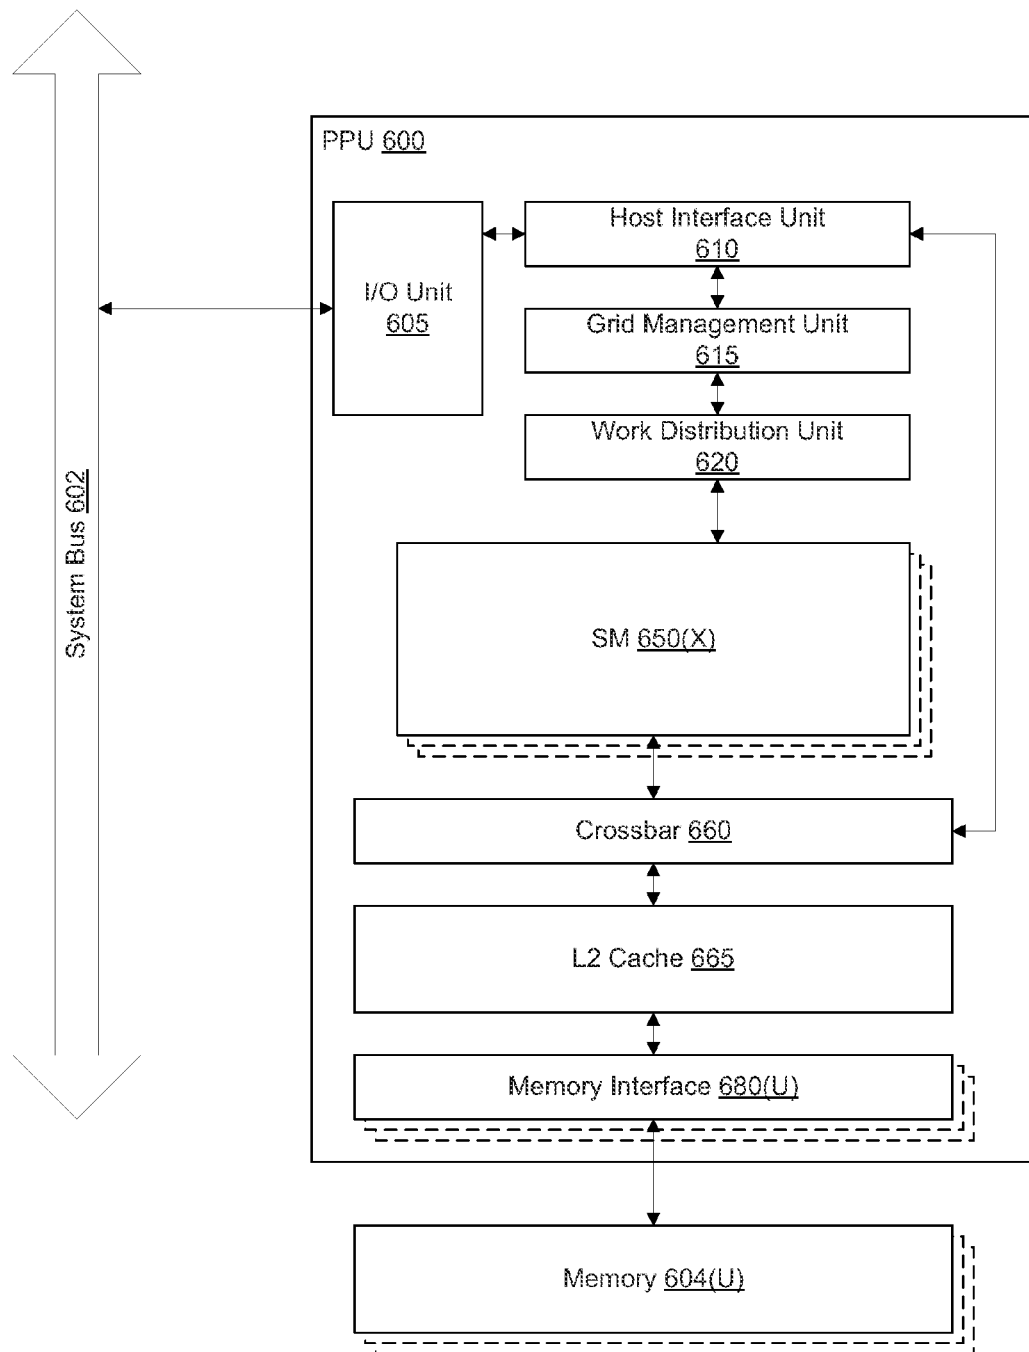 PPU 600
Host Interface Unit
610
I/O Unit
605
Grid Management Unit
615
Work Distribution Unit
620
System Bus 602
SM 650(X)
Crossbar 660
L2 Cache 665
Memory Interface 680(U)
Memory 604(U)